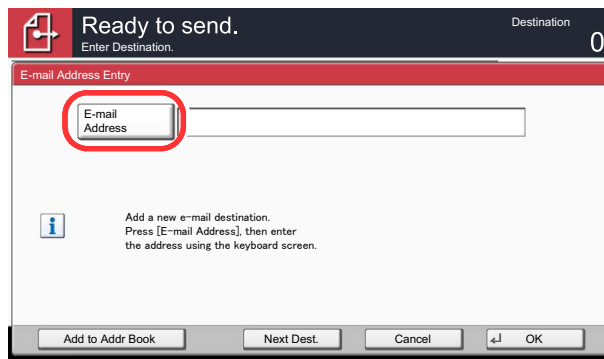 Ready to send.
Destination
Enter Destination.
0
E-mail Address Entry
E-mail
Address
Add a new e-mail destination.
Press [E-mail Address], then enter
the address using the keyboard screen.
Add to Addr Book
Next Dest.
Cancel
OK